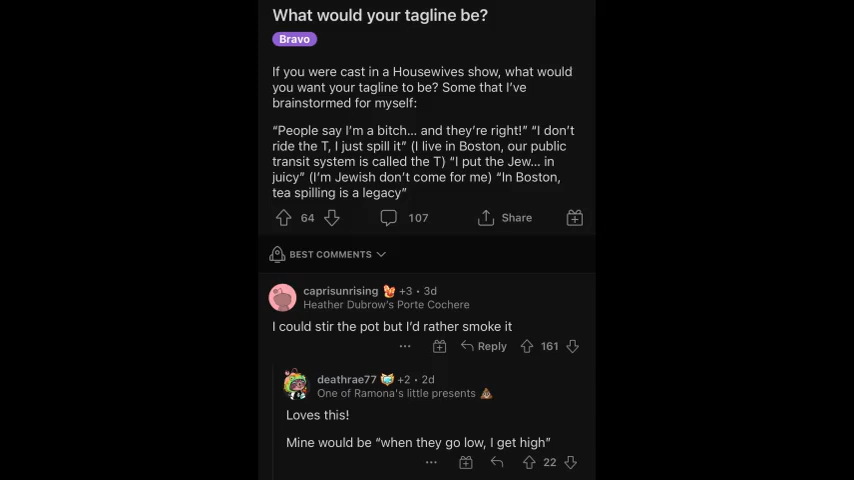 What would your tagline be?
Bravo
If you were cast in a Housewives show, what would
you want your tagline to be? Some that I've
brainstormed for myself:
“People say I'm a bitch... and they're right!” “I don't
ride the T, I just spill it” (I live in Boston, our public
transit system is called the T) “I put the Jew... in
juicy” (I'm Jewish don't come for me) “In Boston,
tea spilling is a legacy”
64 107 Share
BEST COMMENTS
caprisunrising +3 • 3d
Heather Dubrow's Porte Cochere
I could stir the pot but I'd rather smoke it
... Reply 161
deathrae77 +2 • 2d
One of Ramona's little presents 💩
Loves this!
Mine would be “when they go low, I get high”
... 22